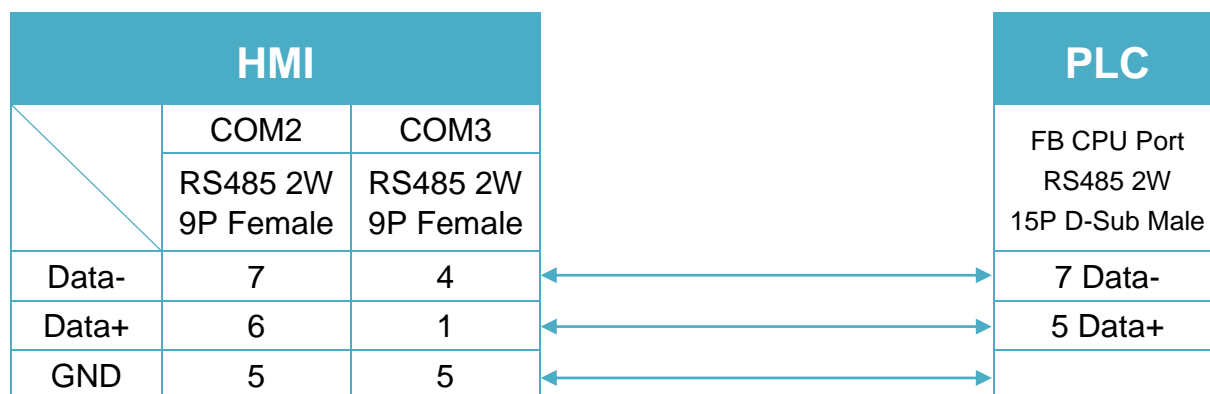 HMI PLC
COM2 COM3 FB CPU Port
RS485 2W RS485 2W RS485 2W
9P Female 9P Female 15P D-Sub Male
Data- 7 4 7 Data-
Data+ 6 1 5 Data+
GND 5 5